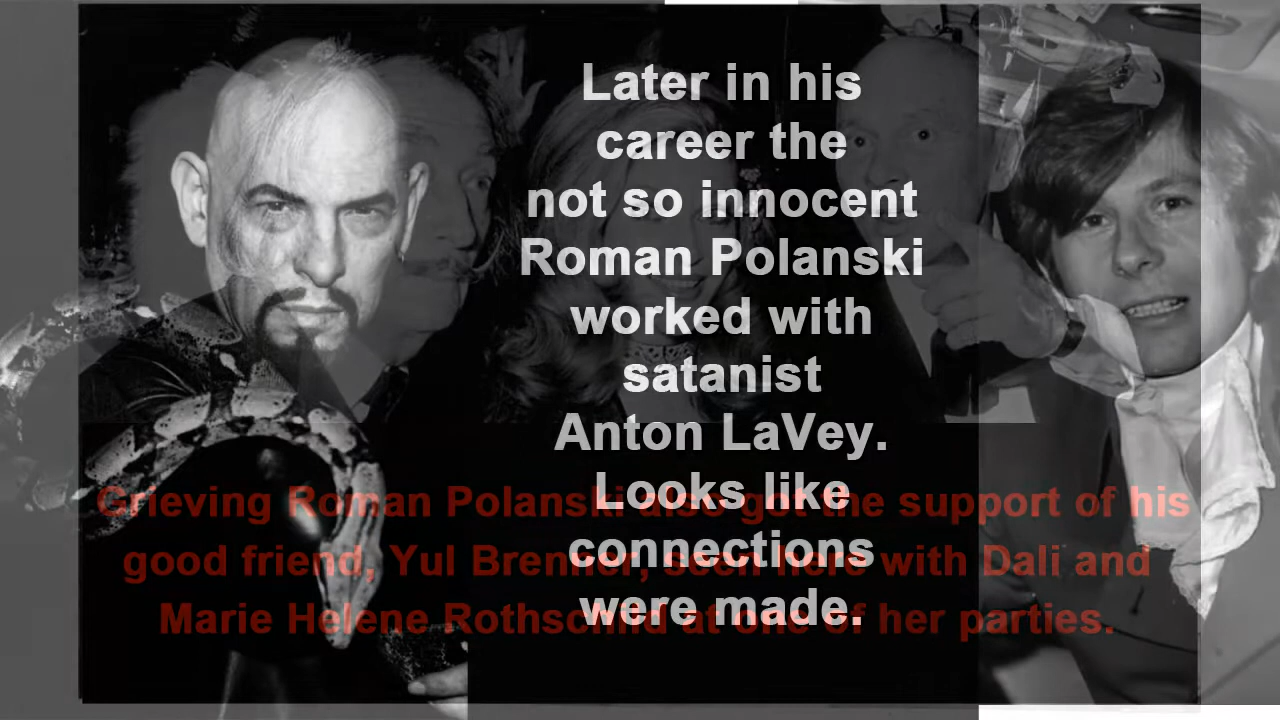 Later in his
career the
not so innocent
Roman Polanski
worked with
satanist
Anton LaVey.
Looks like
connections
were made.
Grieving Roman Polanski also got the support of his
good friend, Yul Brenner, seen here with Dali and
Marie Helene Rothschild at one of her parties.